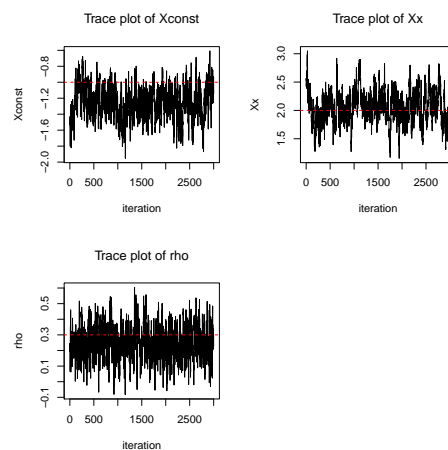 Trace plot of Xconst
Xconst
-2.0 -1.6 -1.2 -0.8
0 500 1500 2500
iteration
Trace plot of Xx
Xx
1.5 2.0 2.5 3.0
0 500 1500 2500
iteration
Trace plot of rho
rho
-0.1 0.1 0.3 0.5
0 500 1500 2500
iteration